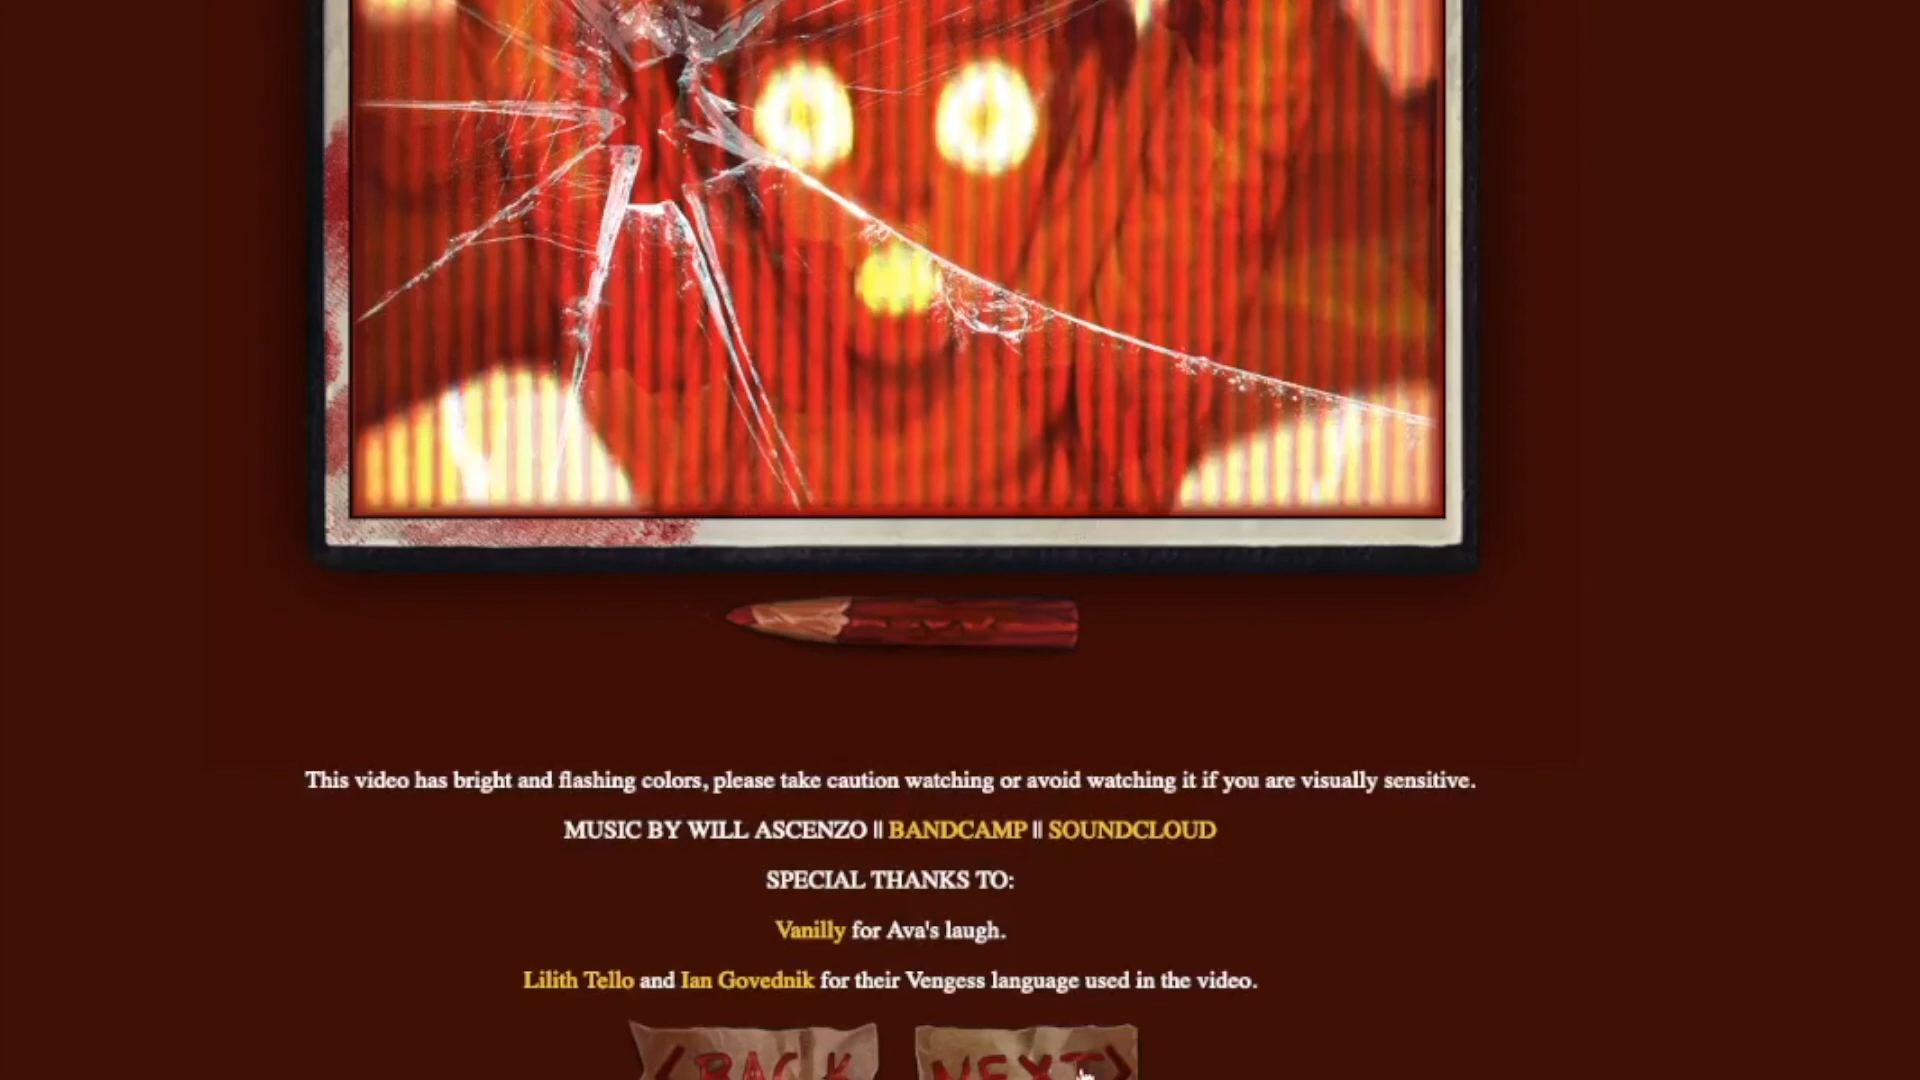 This video has bright and flashing colors, please take caution watching or avoid watching it if you are visually sensitive.
MUSIC BY WILL ASCENZO || BANDCAMP || SOUNDCLOUD
SPECIAL THANKS TO:
Vanilly for Ava's laugh.
Lilith Tello and Ian Govednik for their Vengess language used in the video.
< BACK NEXT >